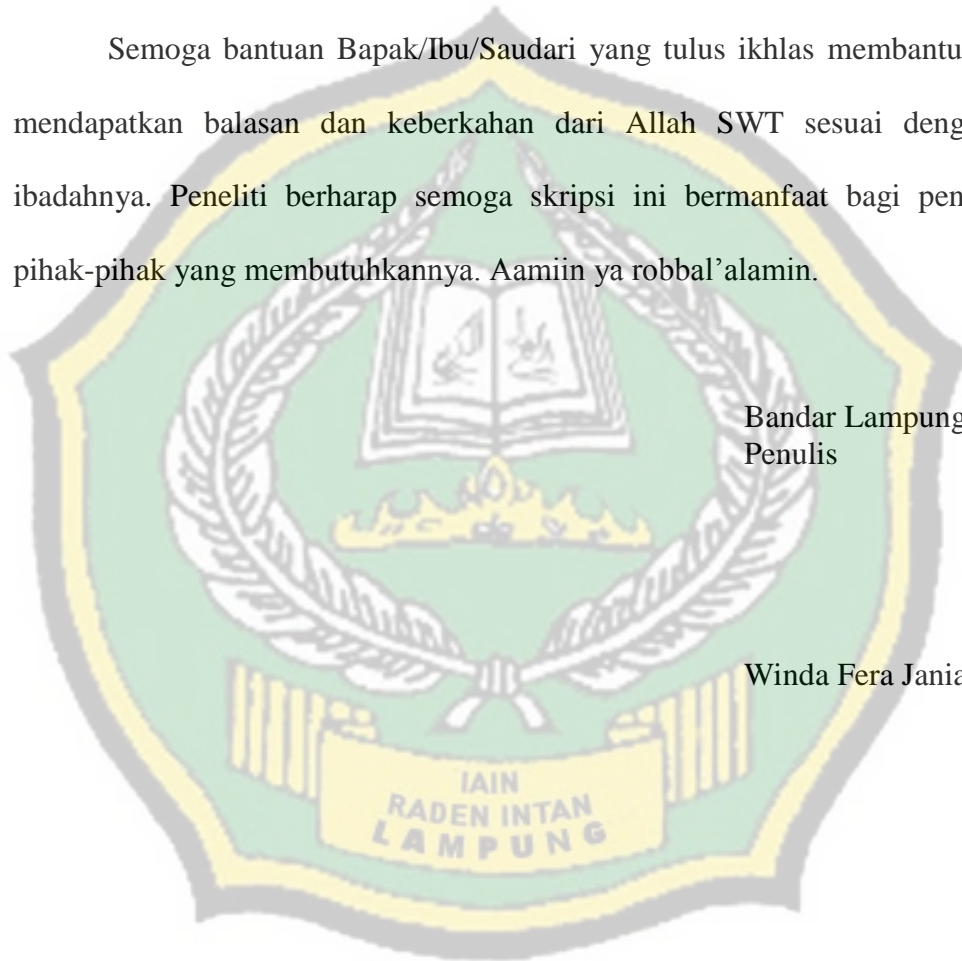 Semoga bantuan Bapak/Ibu/Saudari yang tulus ikhlas membantu
mendapatkan balasan dan keberkahan dari Allah SWT sesuai deng
ibadahnya. Peneliti berharap semoga skripsi ini bermanfaat bagi pen
pihak-pihak yang membutuhkannya. Aamiin ya robbal’alamin.
Bandar Lampung
Penulis
Winda Fera Jania
IAIN
RADEN INTAN
LAMPUNG